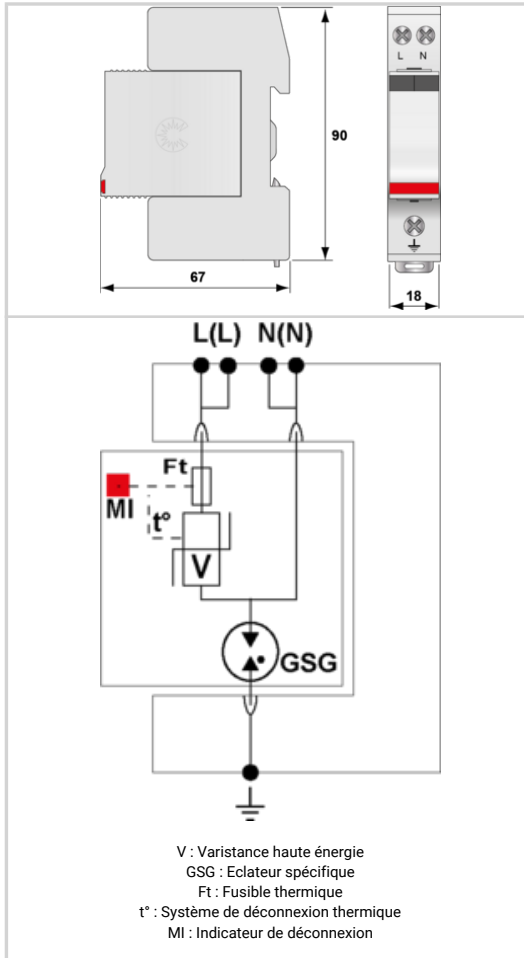 L N
90
67
18
L(L) N(N)
Ft
MI
t°
V
GSG
V : Varistance haute énergie
GSG : Eclateur spécifique
Ft : Fusible thermique
t° : Système de déconnexion thermique
MI : Indicateur de déconnexion